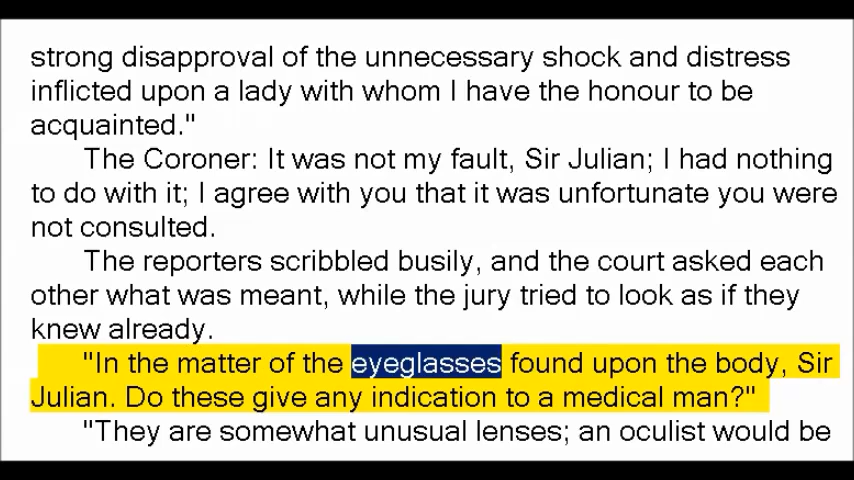 strong disapproval of the unnecessary shock and distress
inflicted upon a lady with whom I have the honour to be
acquainted."
The Coroner: It was not my fault, Sir Julian; I had nothing
to do with it; I agree with you that it was unfortunate you were
not consulted.
The reporters scribbled busily, and the court asked each
other what was meant, while the jury tried to look as if they
knew already.
"In the matter of the eyeglasses found upon the body, Sir
Julian. Do these give any indication to a medical man?"
"They are somewhat unusual lenses; an oculist would be